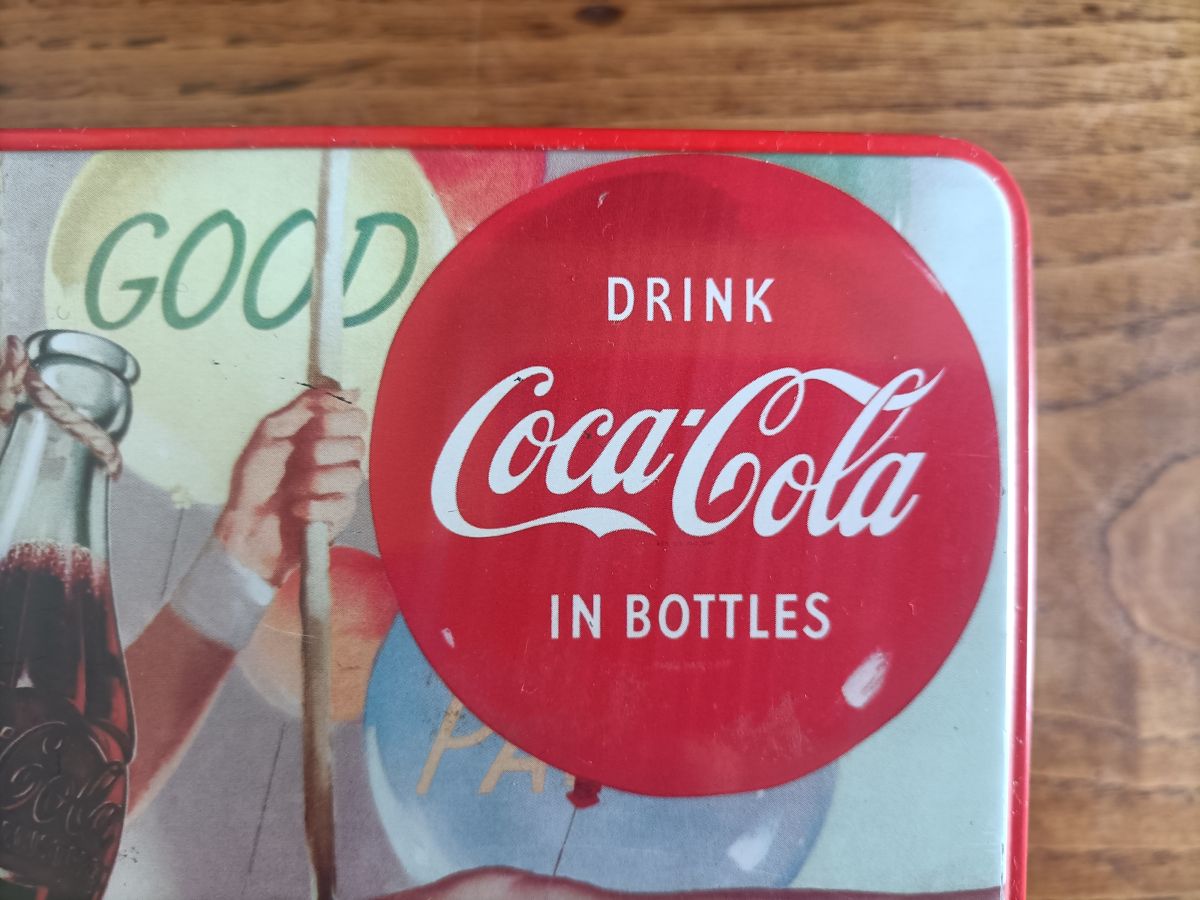 GOOD
DRINK
Coca-Cola
IN BOTTLES